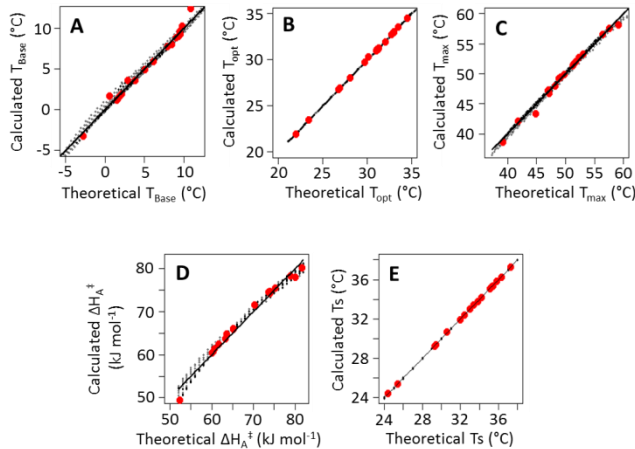 A
Calculated T_Base (°C)
10
5
0
-5
-5 0 5 10
Theoretical T_Base (°C)
B
Calculated T_opt (°C)
35
30
25
20
20 25 30 35
Theoretical T_opt (°C)
C
Calculated T_max (°C)
60
55
50
45
40
40 45 50 55 60
Theoretical T_max (°C)
D
Calculated ΔH_A‡
(kJ mol⁻¹)
80
70
60
50
50 60 70 80
Theoretical ΔH_A‡ (kJ mol⁻¹)
E
Calculated Ts (°C)
36
32
28
24
24 28 32 36
Theoretical Ts (°C)